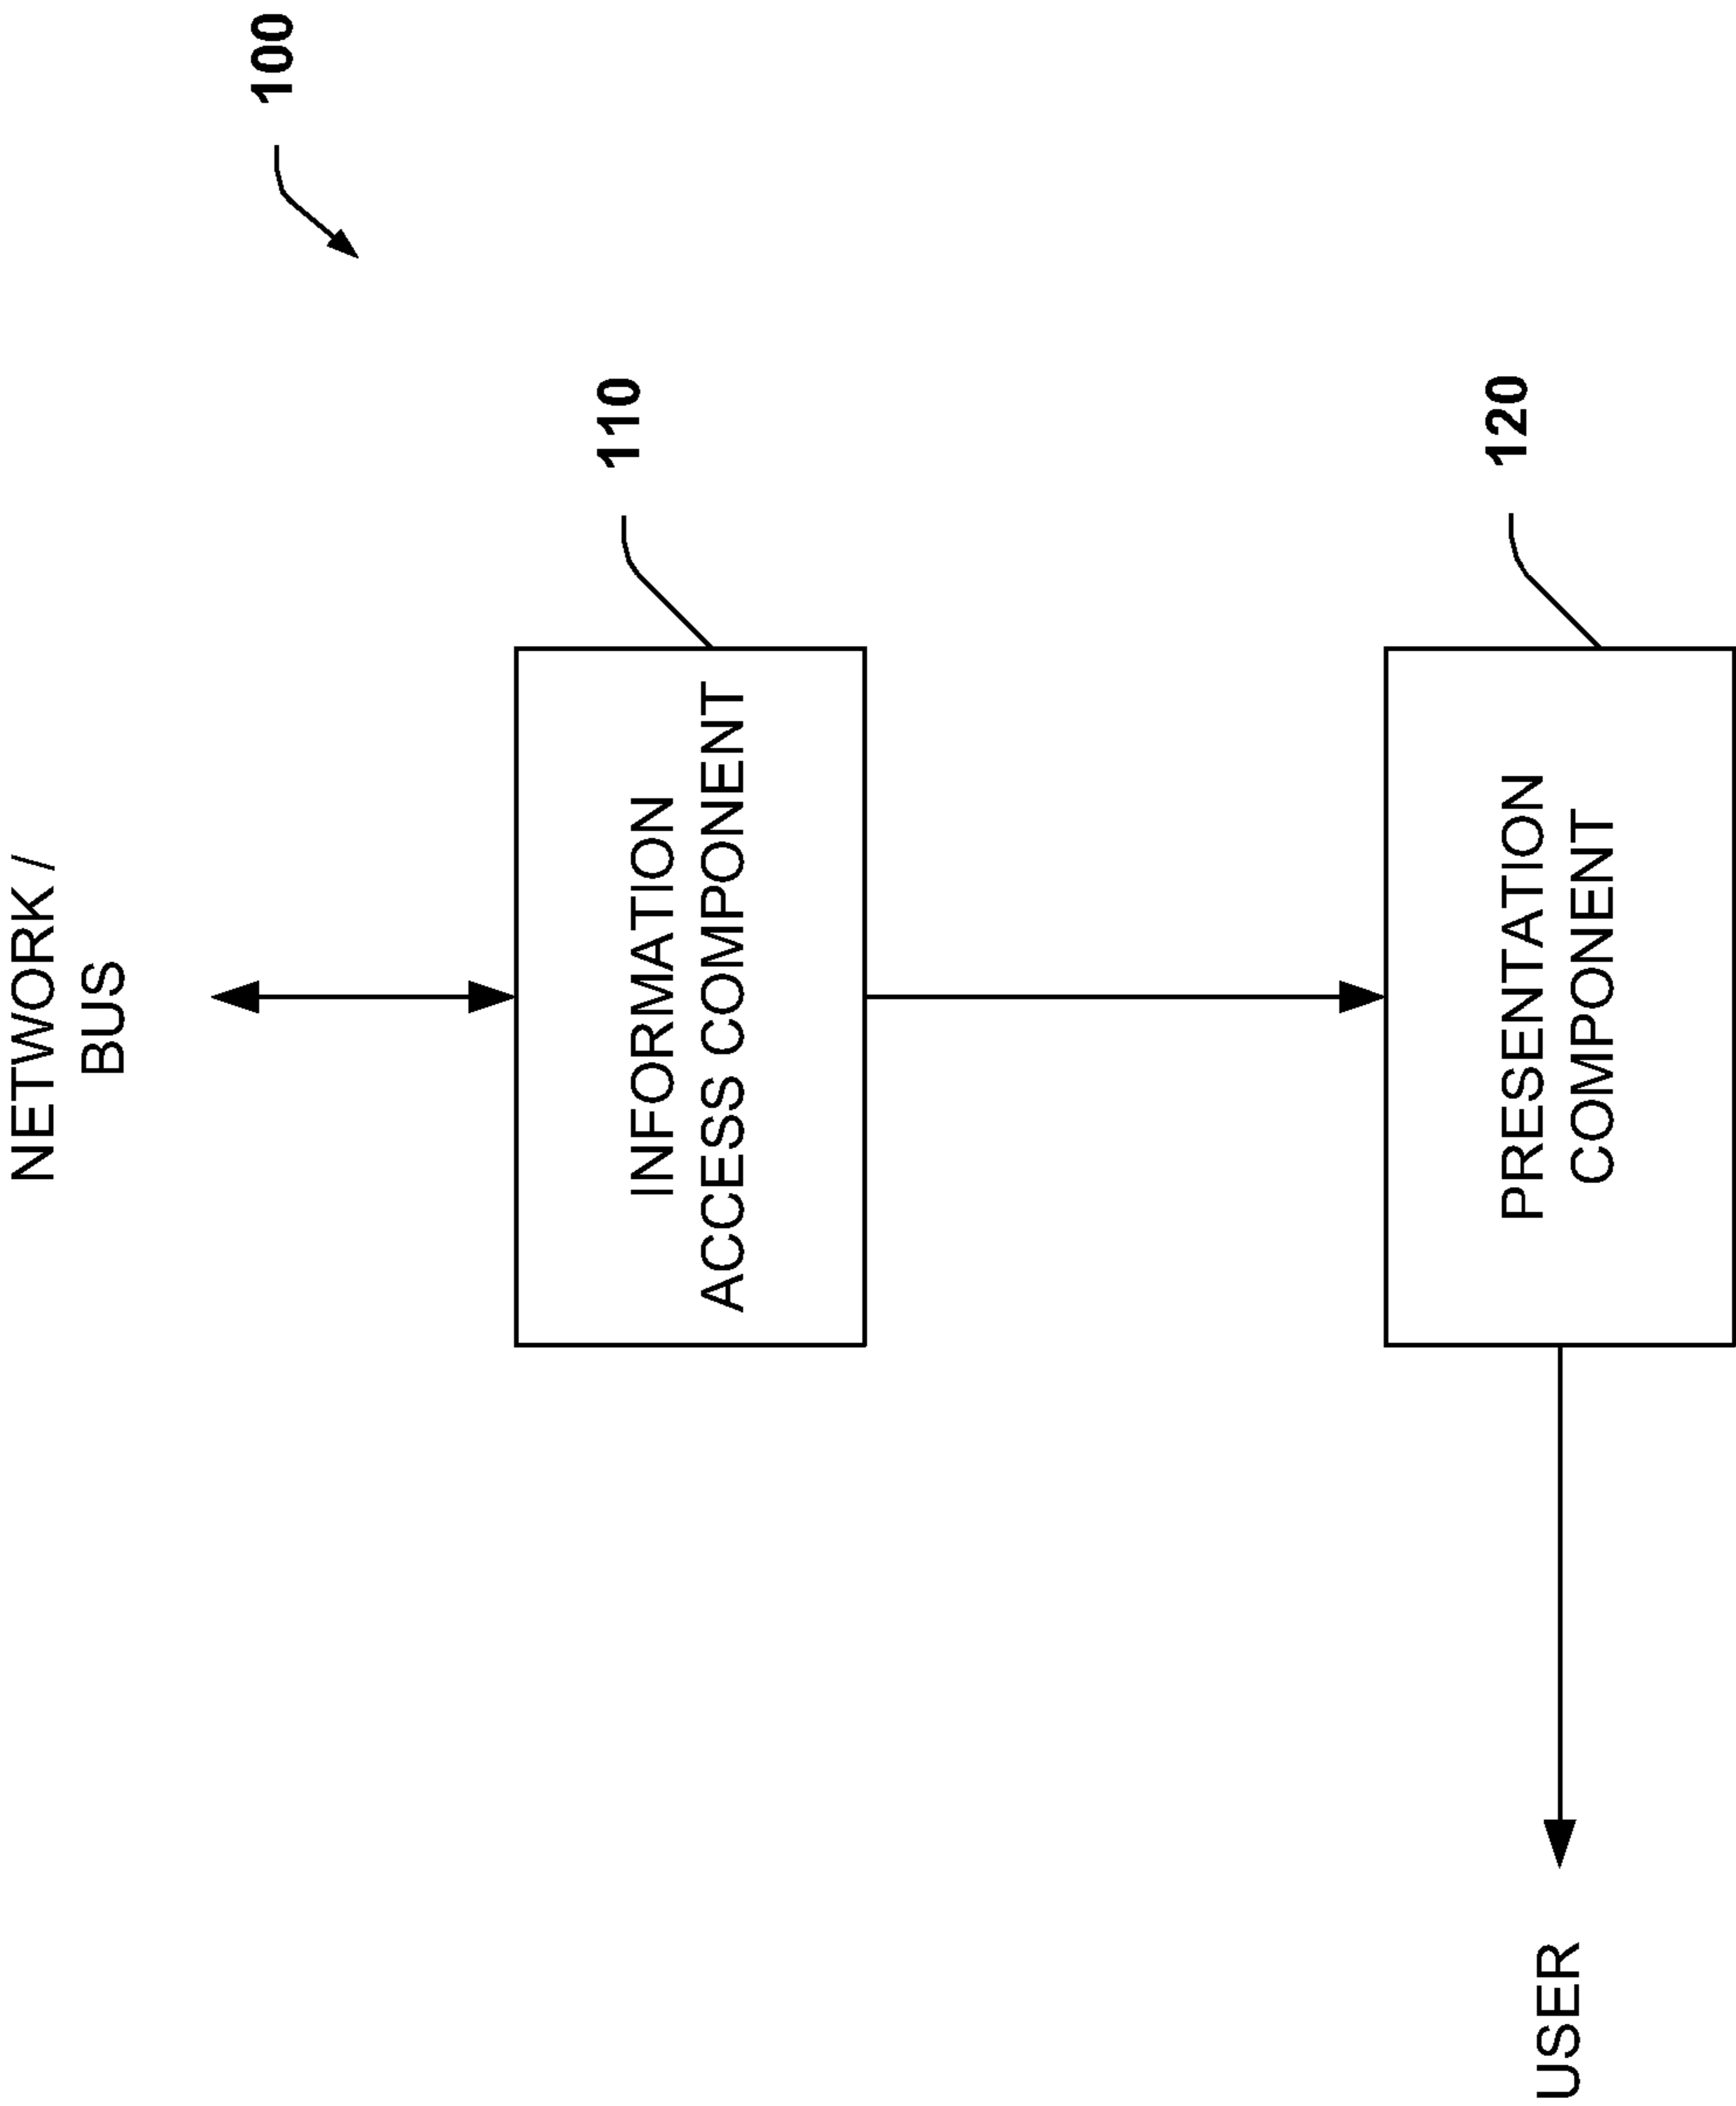 100
NETWORK /
BUS
110
INFORMATION
ACCESS COMPONENT
120
PRESENTATION
COMPONENT
USER